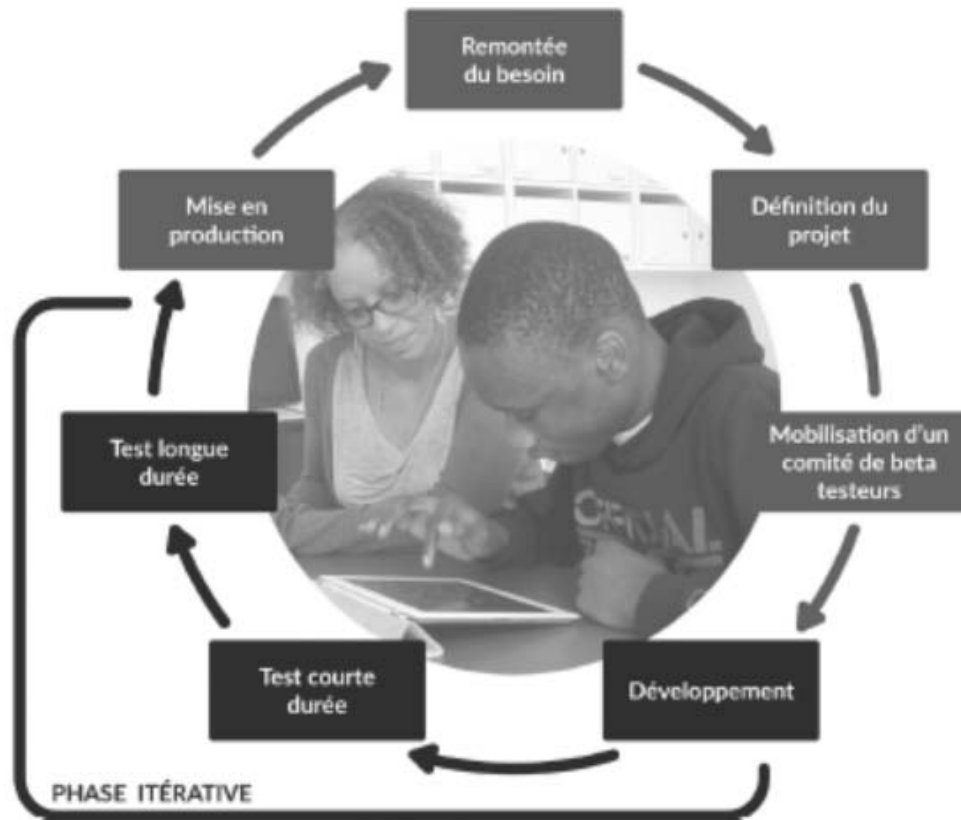 Remontée
du besoin
Définition du
projet
Mobilisation d'un
comité de beta
testeurs
Développement
Test courte
durée
Test longue
durée
Mise en
production
PHASE ITÉRATIVE